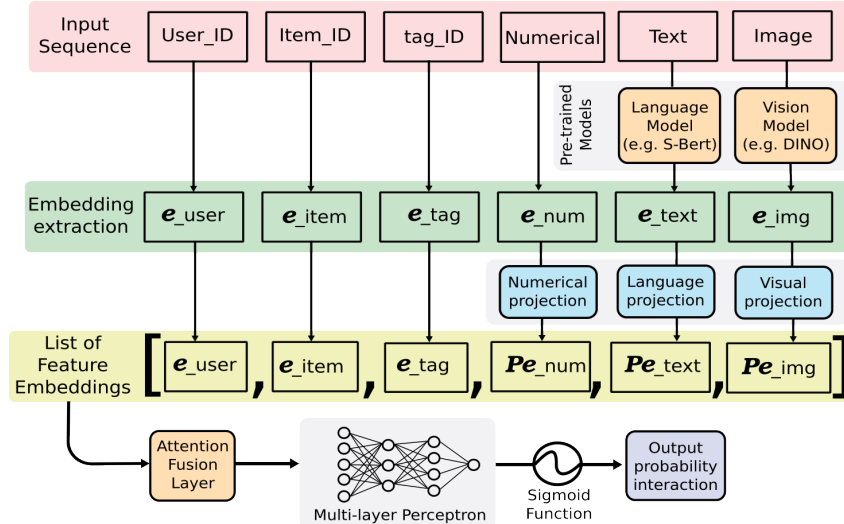 Input
Sequence
User_ID
Item_ID
tag_ID
Numerical
Text
Image
Pre-trained
Models
Language
Model
(e.g. S-Bert)
Vision
Model
(e.g. DINO)
Embedding
extraction
e_user
e_item
e_tag
e_num
e_text
e_img
Numerical
projection
Language
projection
Visual
projection
List of
Feature
Embeddings
[ e_user , e_item , e_tag , Pe_num , Pe_text , Pe_img ]
Attention
Fusion
Layer
Multi-layer Perceptron
Sigmoid
Function
Output
probability
interaction